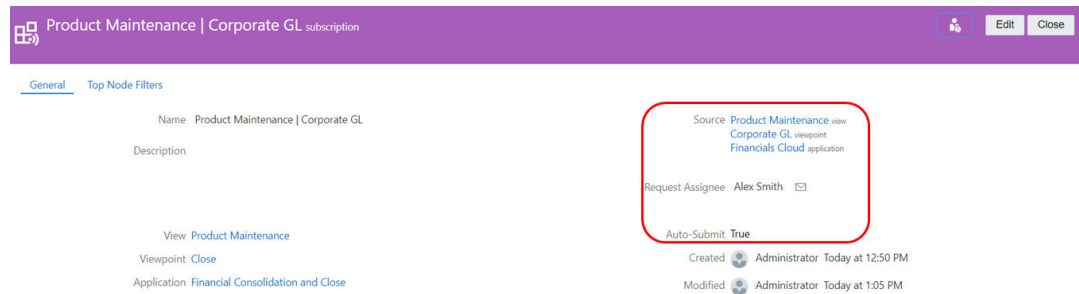 Product Maintenance | Corporate GL subscription
Edit Close
General Top Node Filters
Name Product Maintenance | Corporate GL
Source Product Maintenance view
Corporate GL viewpoint
Description
Financials Cloud application
Request Assignee Alex Smith
View Product Maintenance
Auto-Submit True
Viewpoint Close
Created Administrator Today at 12:50 PM
Application Financial Consolidation and Close
Modified Administrator Today at 1:05 PM